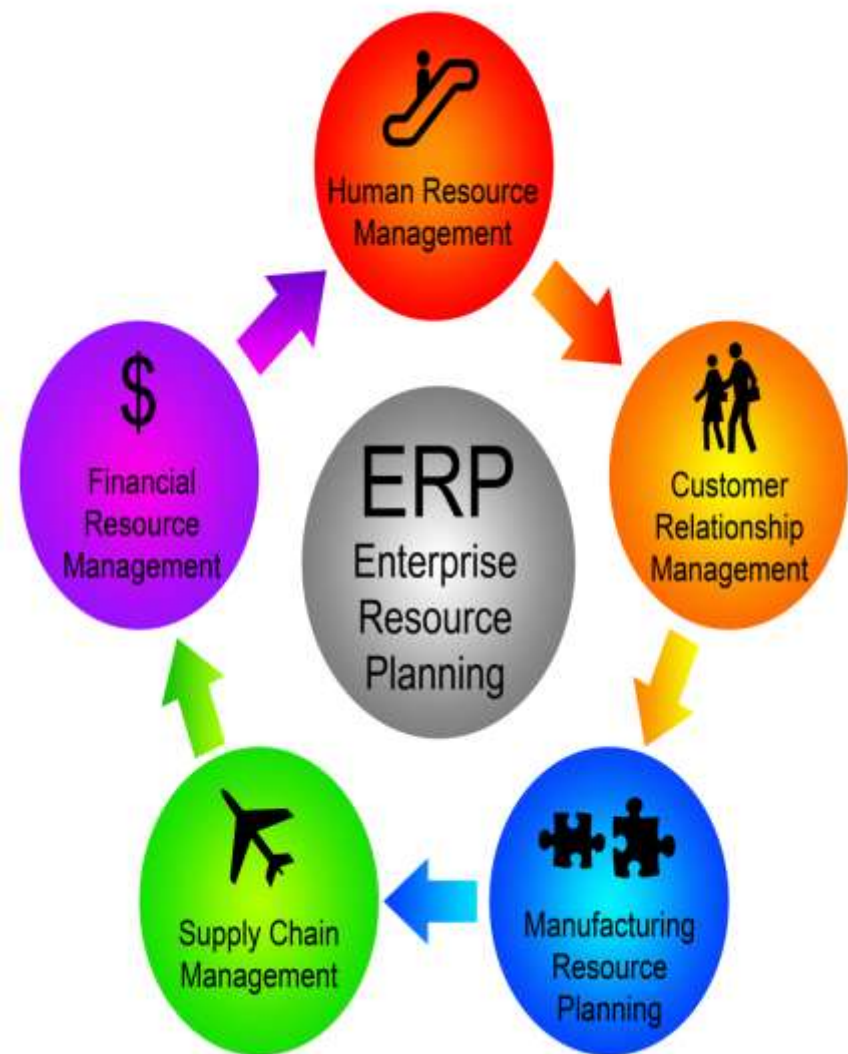 Human Resource
Management
$
Financial
Resource
Management
ERP
Enterprise
Resource
Planning
Customer
Relationship
Management
Supply Chain
Management
Manufacturing
Resource
Planning